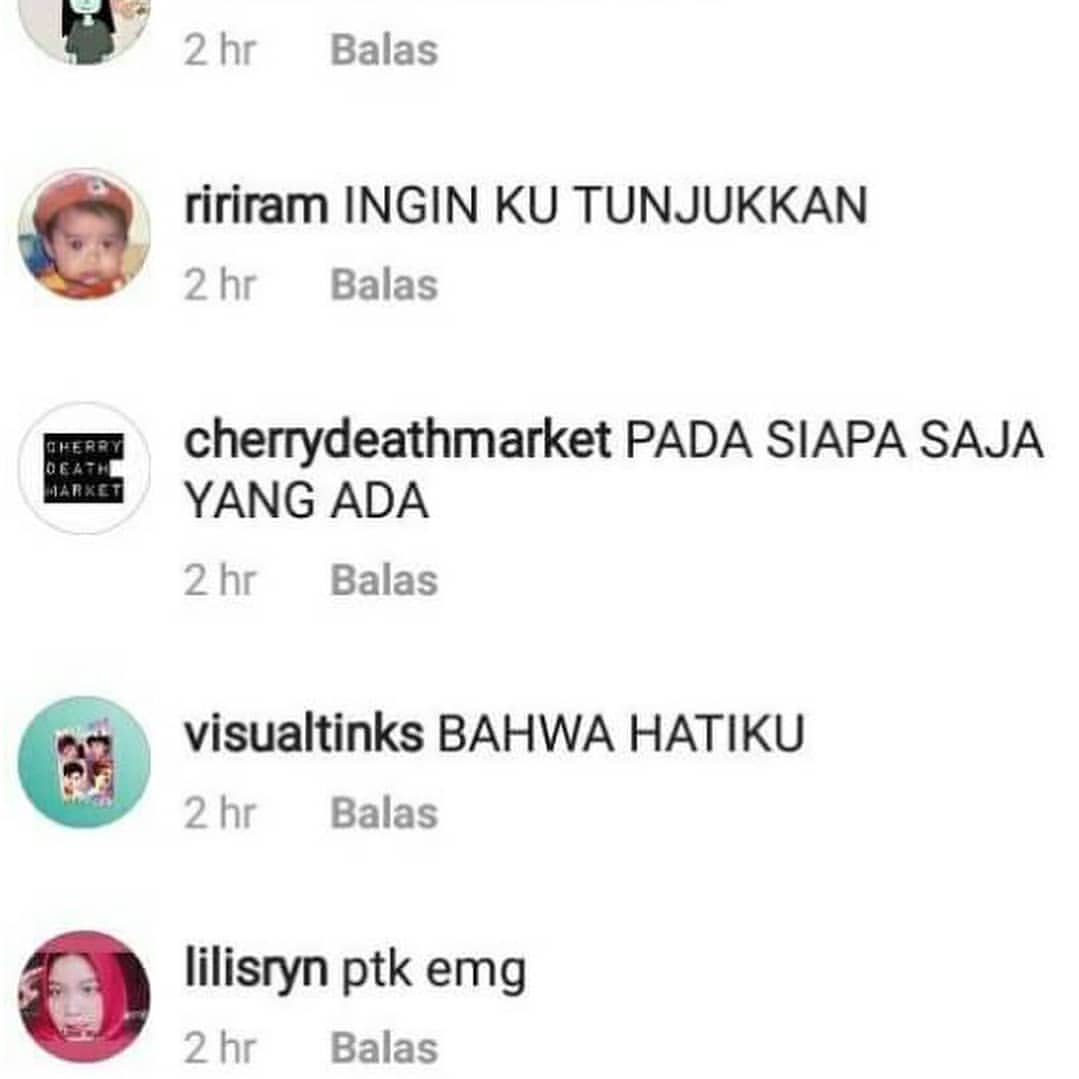 2 hr Balas
ririram INGIN KU TUNJUKKAN
2 hr Balas
CHERRY
DEATH
MARKET
cherrydeathmarket PADA SIAPA SAJA
YANG ADA
2 hr Balas
visualtinks BAHWA HATIKU
2 hr Balas
lilisryn ptk emg
2 hr Balas